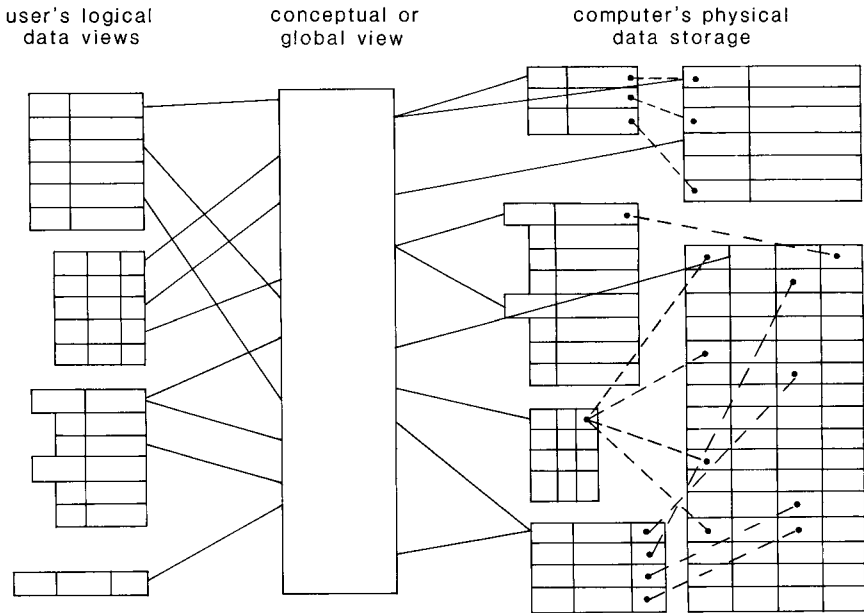 user's logical
data views
conceptual or
global view
computer's physical
data storage